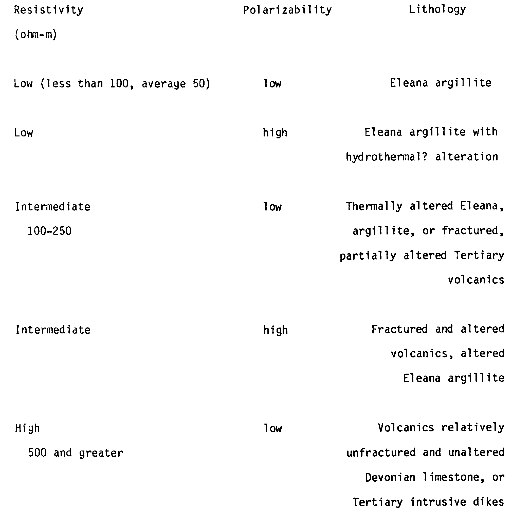 Resistivity Polarizability Lithology
(ohm-m)
Low (less than 100, average 50) low Eleana argillite
Low high Eleana argillite with
hydrothermal? alteration
Intermediate low Thermally altered Eleana,
100-250 argillite, or fractured,
partially altered Tertiary
volcanics
Intermediate high Fractured and altered
volcanics, altered
Eleana argillite
High low Volcanics relatively
500 and greater unfractured and unaltered
Devonian limestone, or
Tertiary intrusive dikes